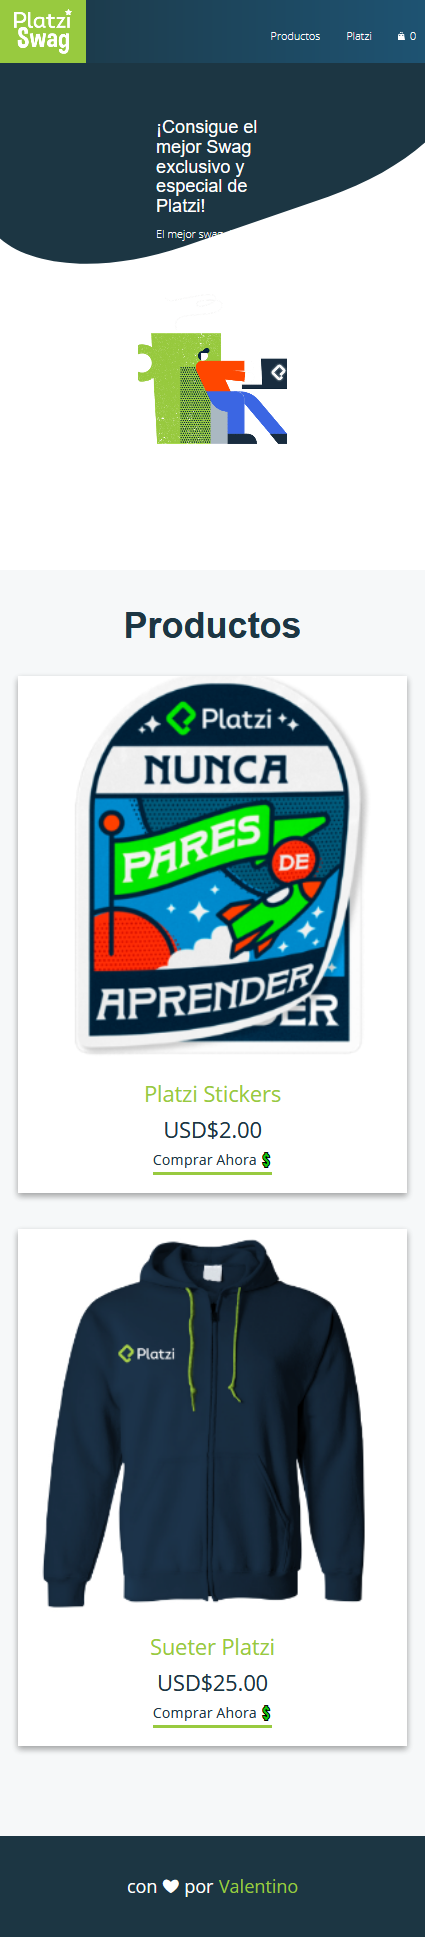 Platzi
Swag
Productos
Platzi
0
¡Consigue el
mejor Swag
exclusivo y
especial de
Platzi!
El mejor swag
Productos
Platzi
NUNCA
PARES
DE
APRENDER
DER
Platzi Stickers
USD$2.00
Comprar Ahora 💲
Platzi
Sueter Platzi
USD$25.00
Comprar Ahora 💲
con ♥ por Valentino